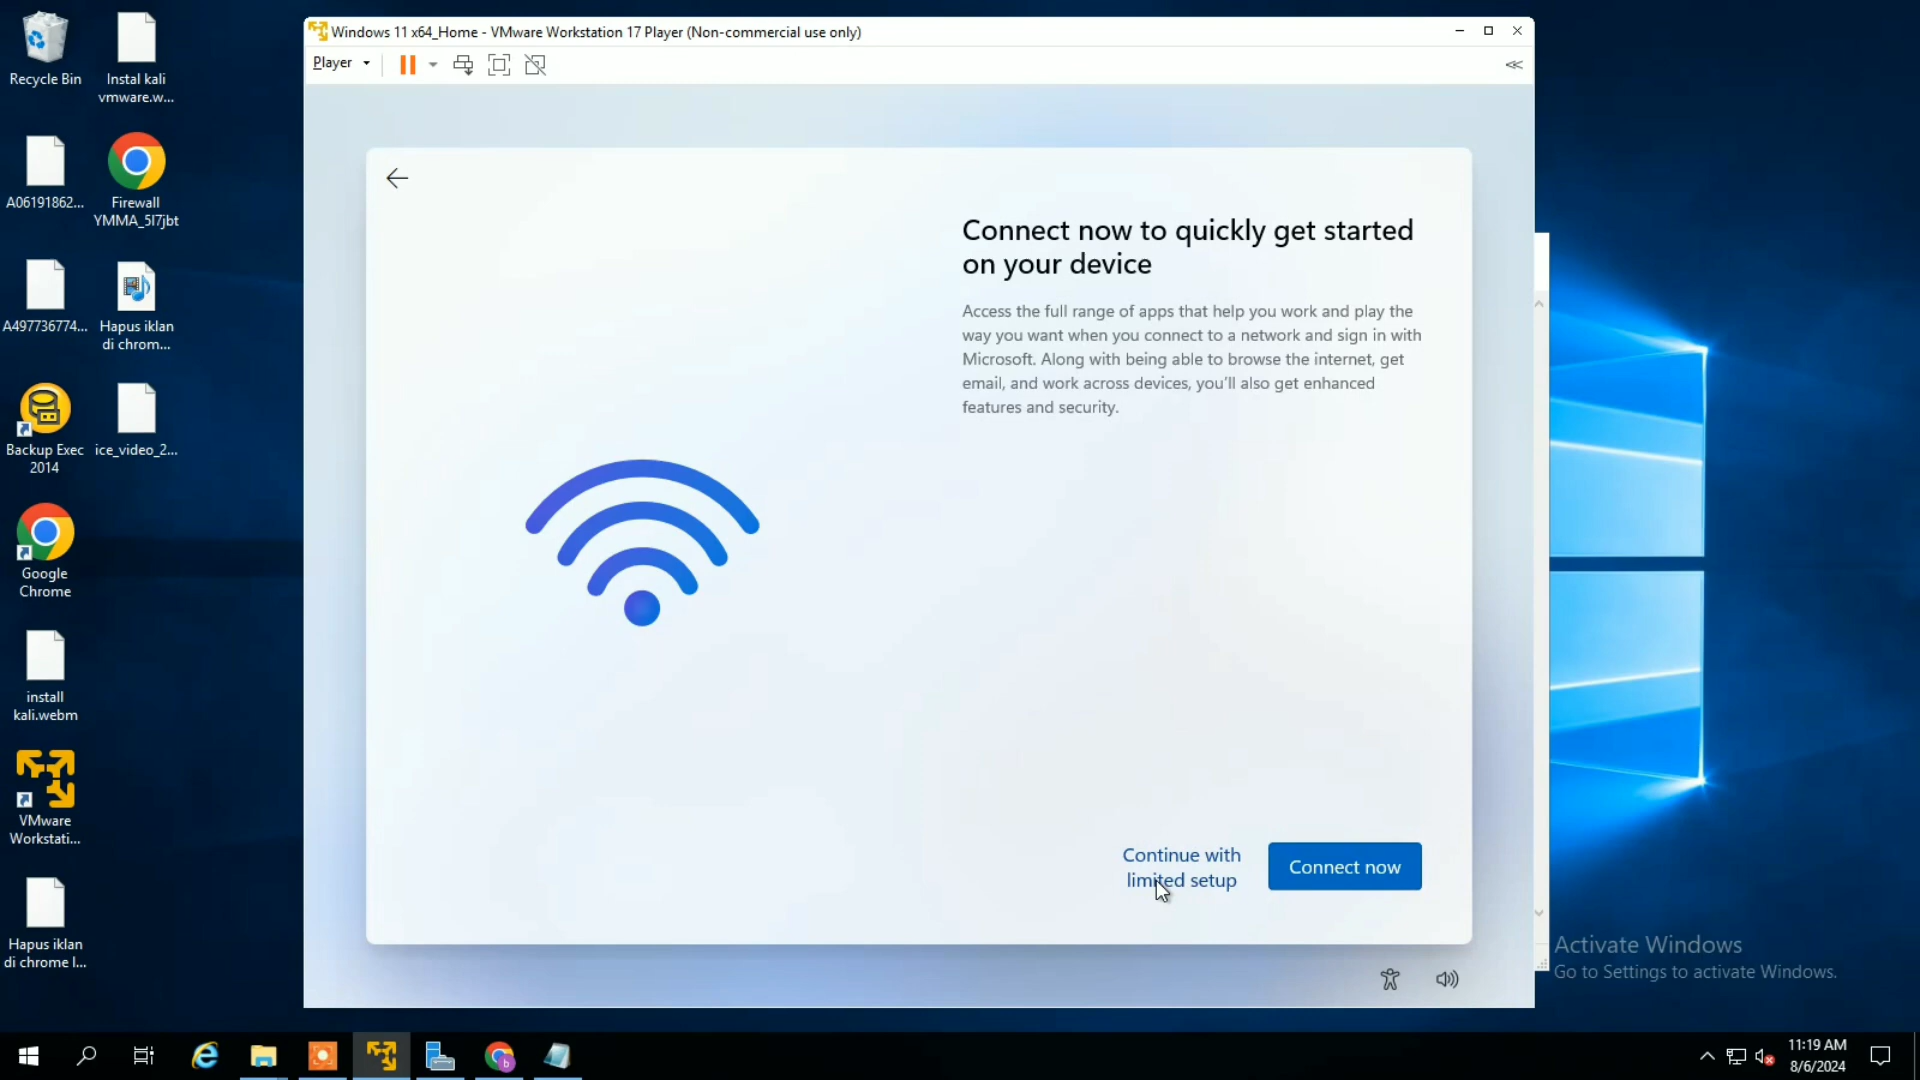 Windows 11 x64_Home - VMware Workstation 17 Player (Non-commercial use only)
Player
Recycle Bin
Instal kali
vmware.w...
A06191862...
Firewall
YMMA_5I7jbt
A497736774...
Hapus iklan
di chrom...
Backup Exec
2014
ice_video_2...
Google
Chrome
install
kali.webm
VMware
Workstati...
Hapus iklan
di chrome l...
Connect now to quickly get started
on your device
Access the full range of apps that help you work and play the
way you want when you connect to a network and sign in with
Microsoft. Along with being able to browse the internet, get
email, and work across devices, you'll also get enhanced
features and security.
Continue with
limited setup
Connect now
Activate Windows
Go to Settings to activate Windows.
11:19 AM
8/6/2024